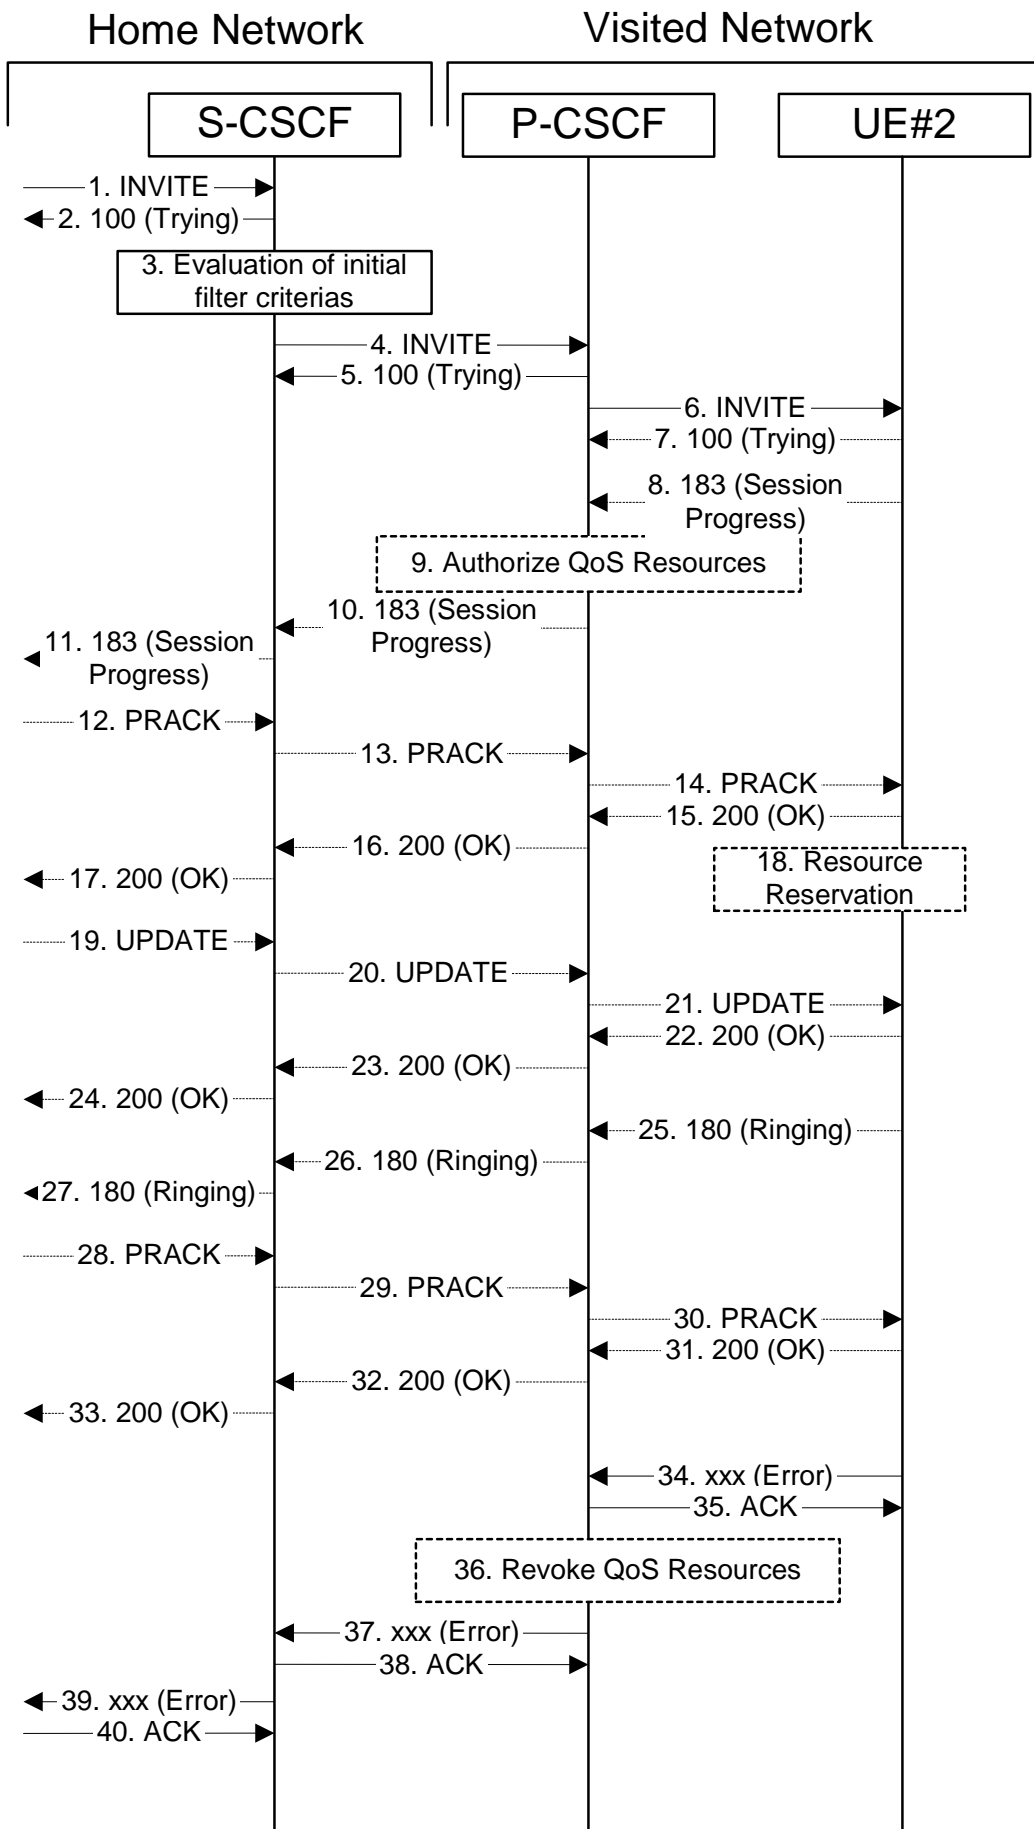 Home Network
Visited Network
S-CSCF
P-CSCF
UE#2
1. INVITE
2. 100 (Trying)
3. Evaluation of initial
filter criterias
4. INVITE
5. 100 (Trying)
6. INVITE
7. 100 (Trying)
8. 183 (Session
Progress)
9. Authorize QoS Resources
10. 183 (Session
Progress)
11. 183 (Session
Progress)
12. PRACK
13. PRACK
14. PRACK
15. 200 (OK)
16. 200 (OK)
17. 200 (OK)
18. Resource
Reservation
19. UPDATE
20. UPDATE
21. UPDATE
22. 200 (OK)
23. 200 (OK)
24. 200 (OK)
25. 180 (Ringing)
26. 180 (Ringing)
27. 180 (Ringing)
28. PRACK
29. PRACK
30. PRACK
31. 200 (OK)
32. 200 (OK)
33. 200 (OK)
34. xxx (Error)
35. ACK
36. Revoke QoS Resources
37. xxx (Error)
38. ACK
39. xxx (Error)
40. ACK